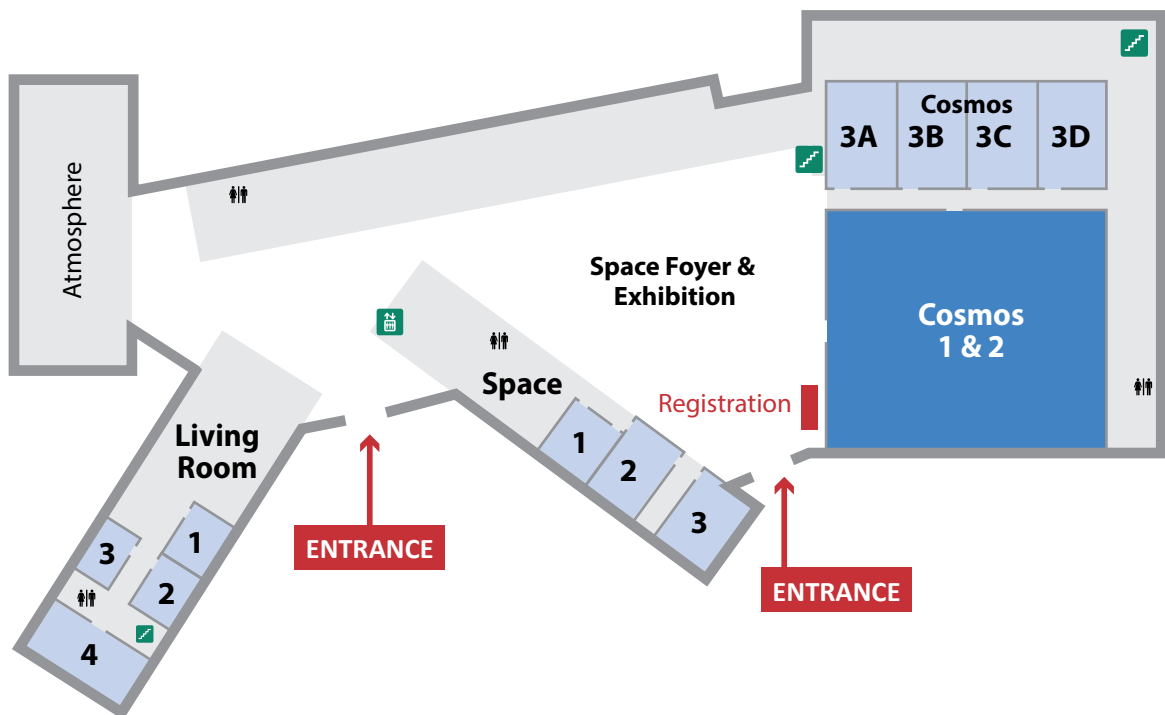 Cosmos
3A
3B
3C
3D
Atmosphere
Space Foyer &
Exhibition
Cosmos
1 & 2
Space
Registration
1
2
3
Living
Room
1
2
3
4
ENTRANCE
ENTRANCE